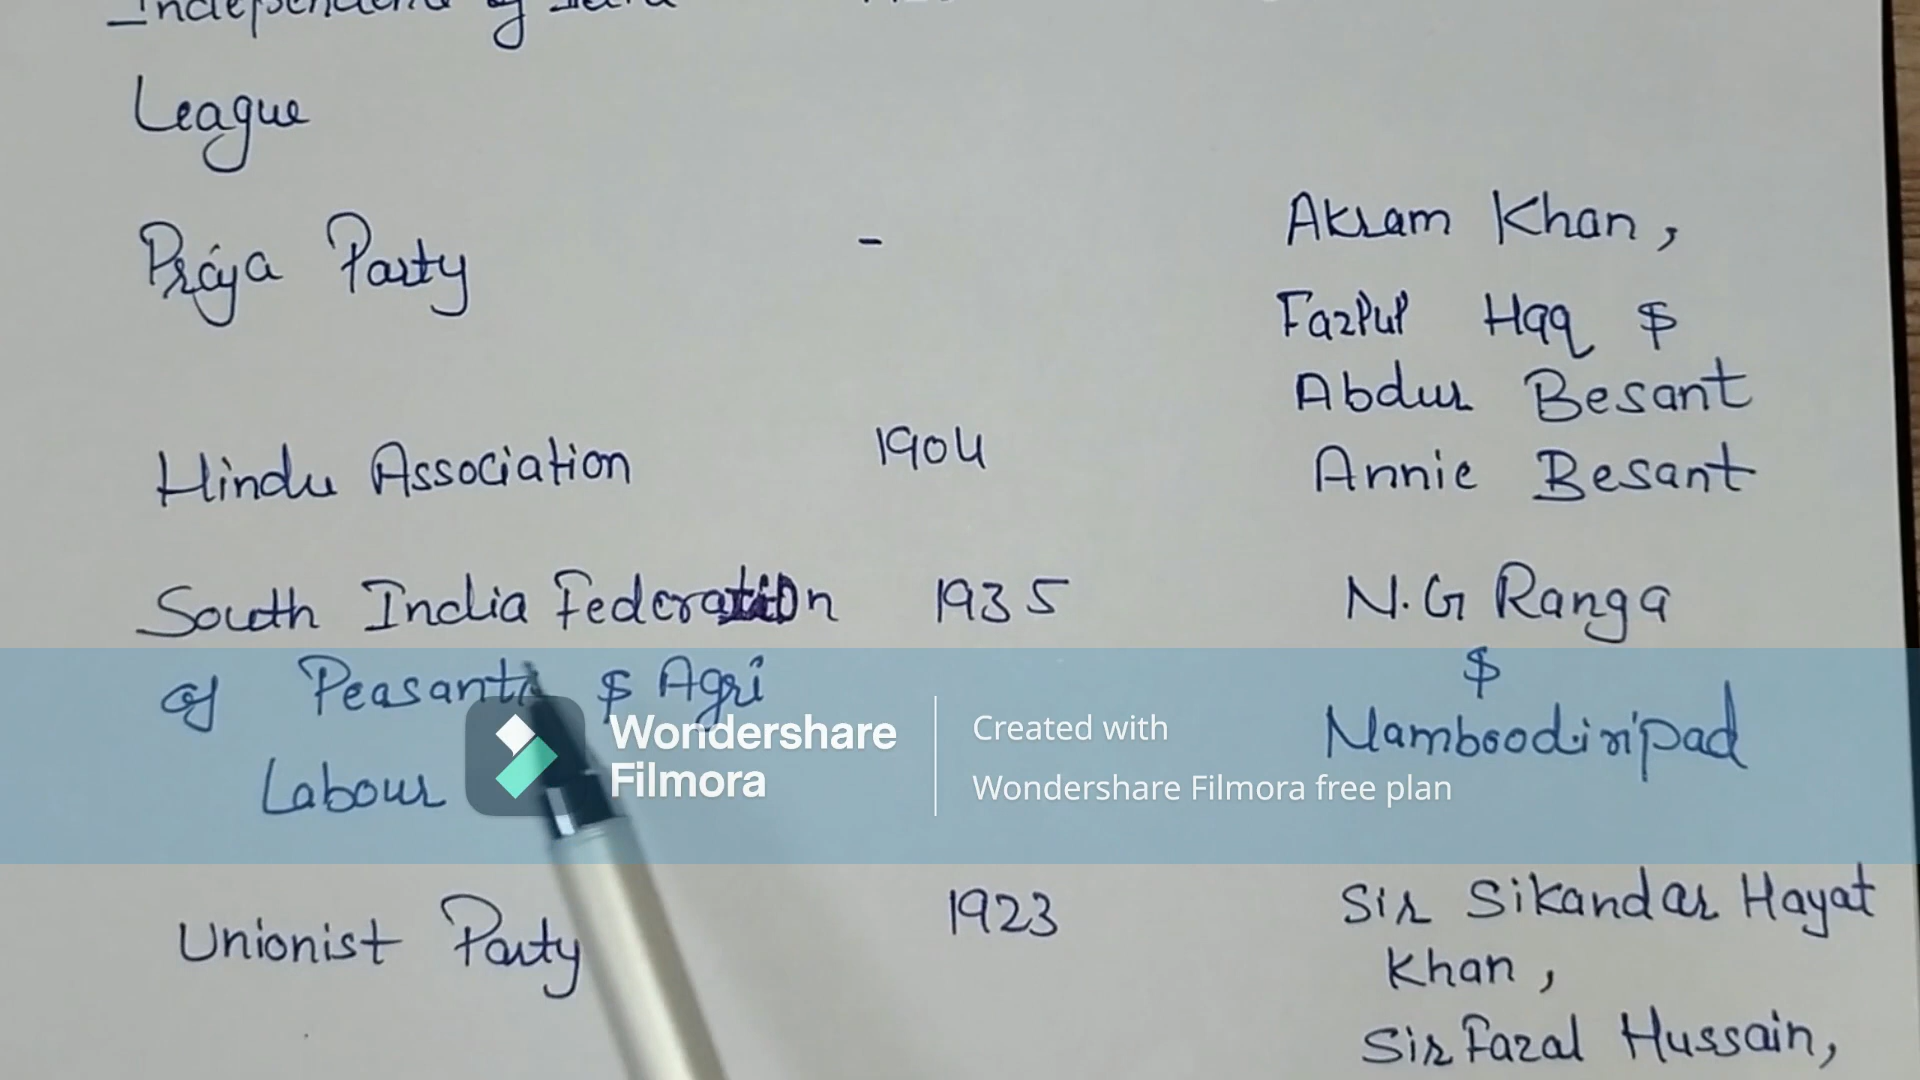 of
League
Praja Party - Akram Khan,
Fazlul Haq &
Abdur Besant
Hindu Association 1904 Annie Besant
South India Federation 1935 N.G Ranga
of Peasants & Agri &
Labour Namboodiripad
Wondershare Filmora
Created with
Wondershare Filmora free plan
Unionist Party 1923 Sir Sikandar Hayat
Khan,
Sir Fazal Hussain,